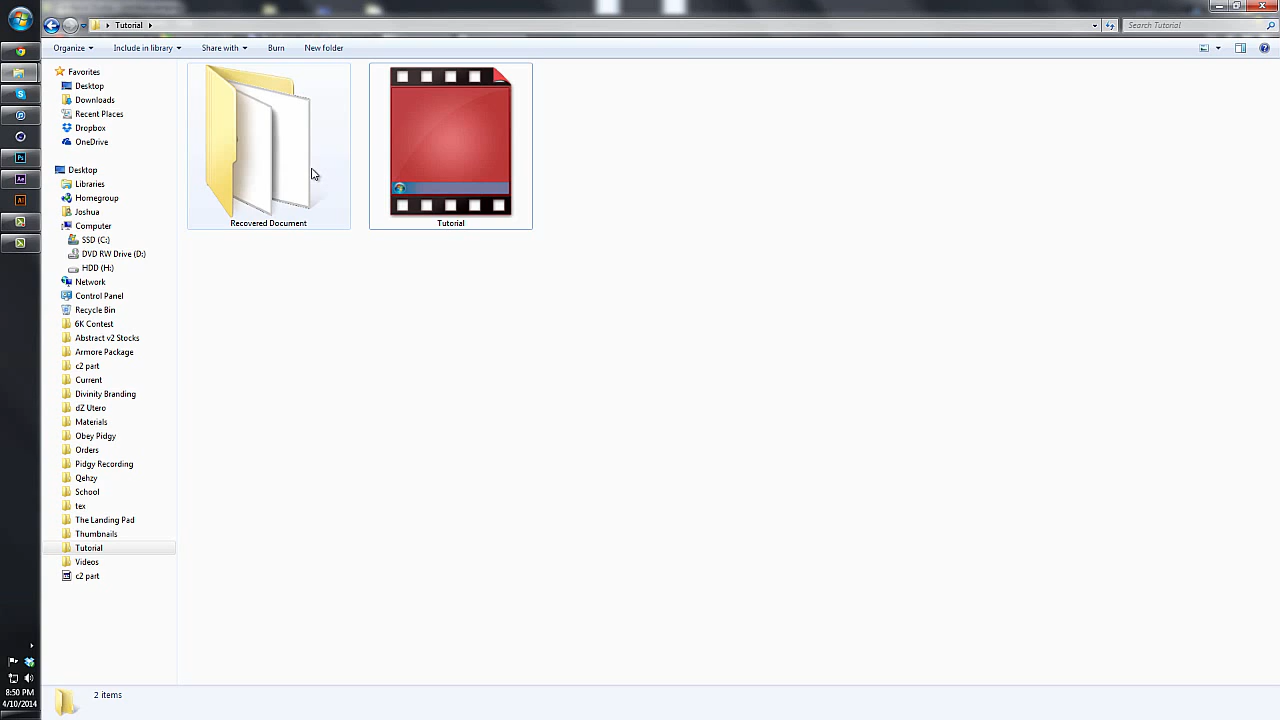 Tutorial
Search Tutorial
Organize
Include in library
Share with
Burn
New folder
Favorites
Desktop
Downloads
Recent Places
Dropbox
OneDrive
Desktop
Libraries
Homegroup
Joshua
Computer
SSD (C:)
DVD RW Drive (D:)
HDD (H:)
Network
Control Panel
Recycle Bin
6K Contest
Abstract v2 Stocks
Armore Package
c2 part
Current
Divinity Branding
dZ Utero
Materials
Obey Pidgy
Orders
Pidgy Recording
Qehzy
School
tex
The Landing Pad
Thumbnails
Tutorial
Videos
c2 part
Recovered Document
Tutorial
Ps
Ae
Ai
8:50 PM
4/10/2014
2 items